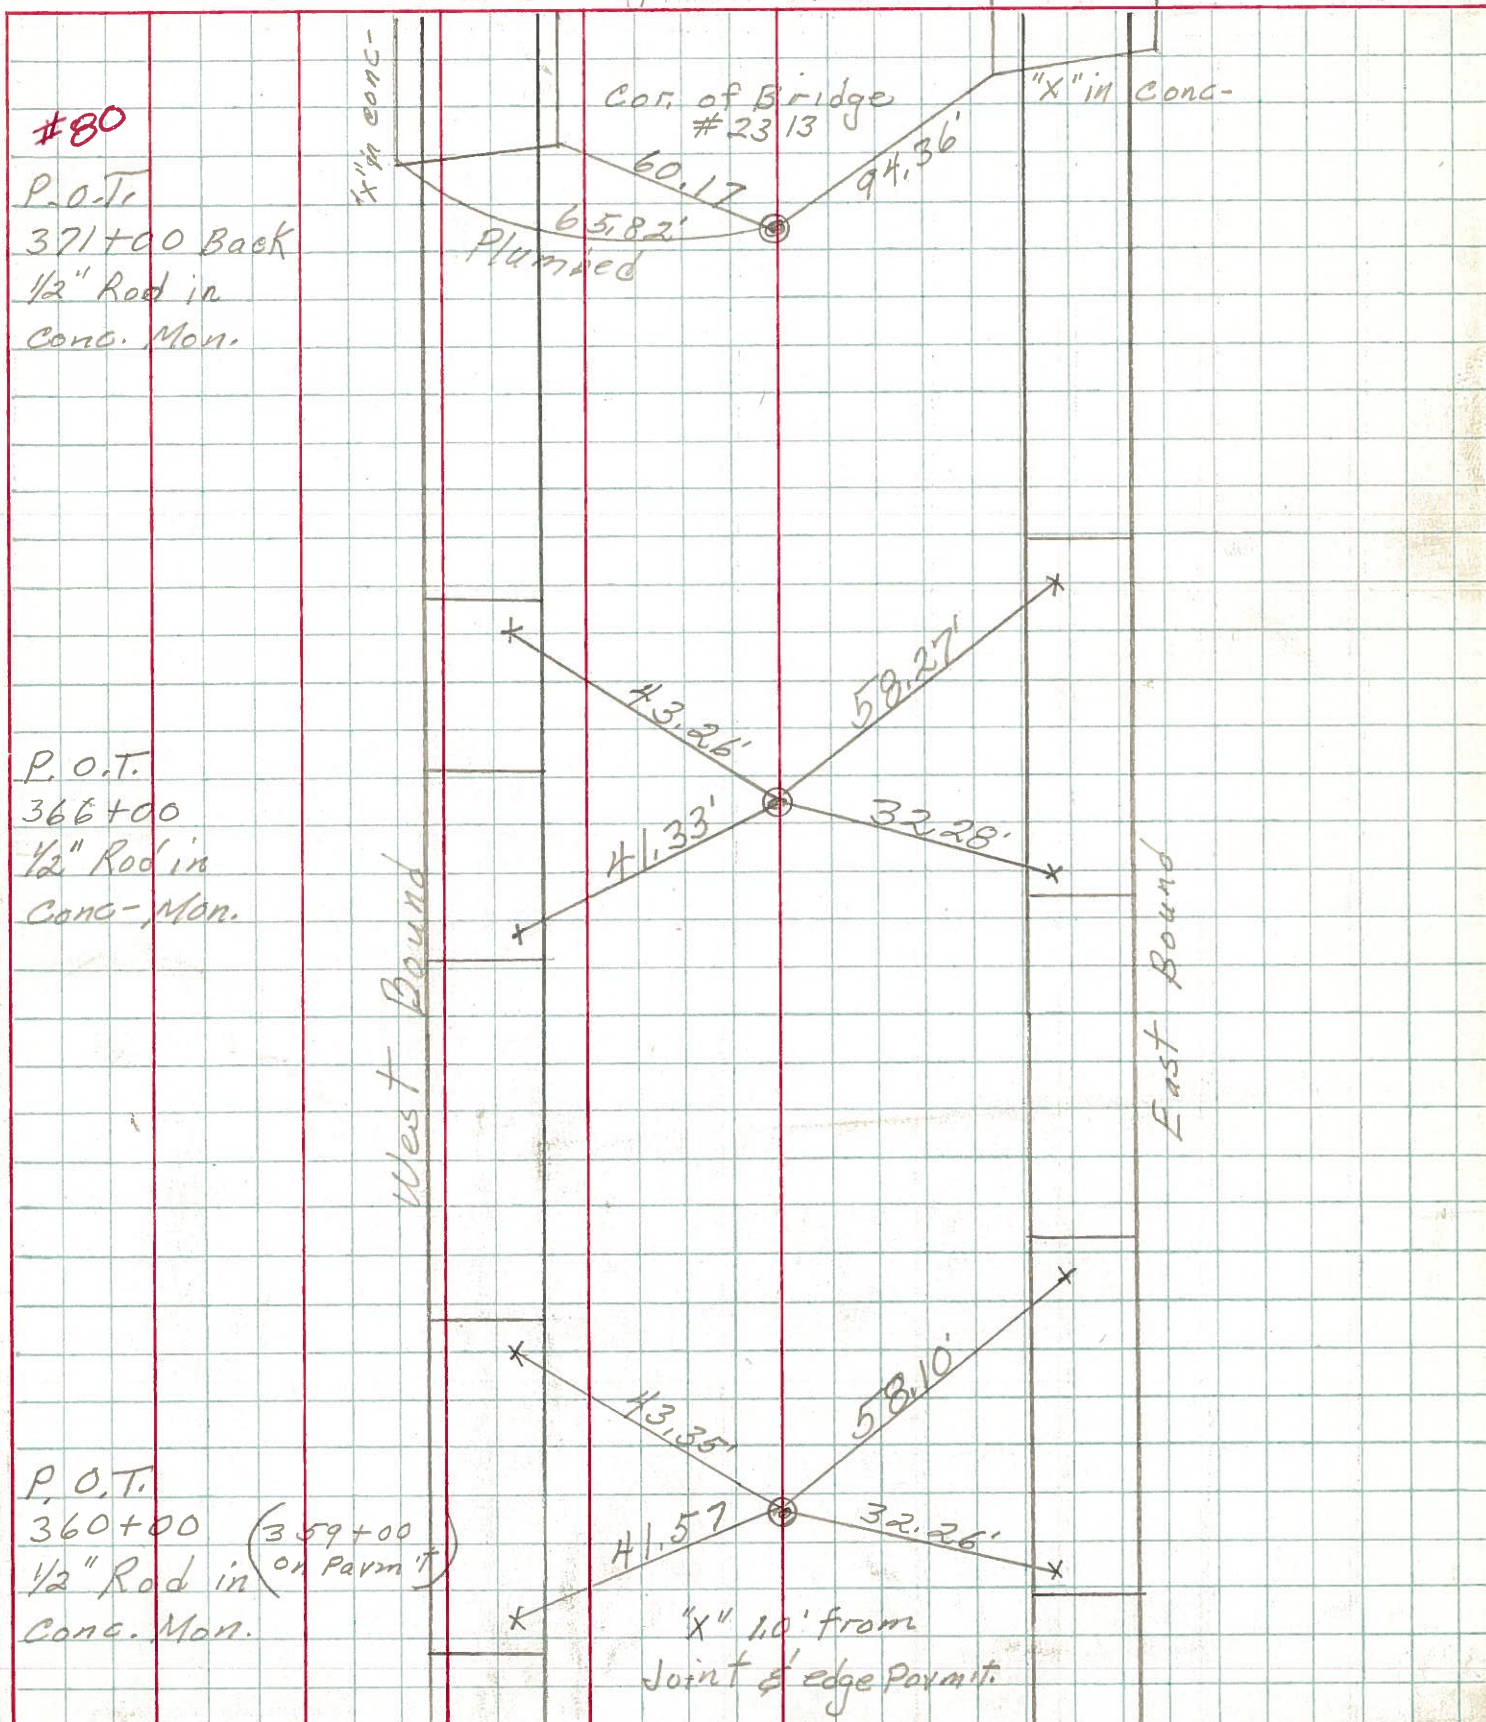 #80
P.O.T.
371+00 Back
1/2" Rod in
Conc. Mon.
"X" in conc-
Cor. of Bridge
#2313
"X" in conc-
60.17
94.36'
65.82'
Plumbed
P.O.T.
366+00
1/2" Rod in
Conc- Mon.
43.26'
58.27'
41.33'
32.28'
West Bound
East Bound
P.O.T.
360+00
1/2" Rod in
Conc. Mon.
(359+00
on Pavm't)
43.35'
58.10'
41.57
32.26'
"X" 1.0' from
Joint & edge Pavm't.